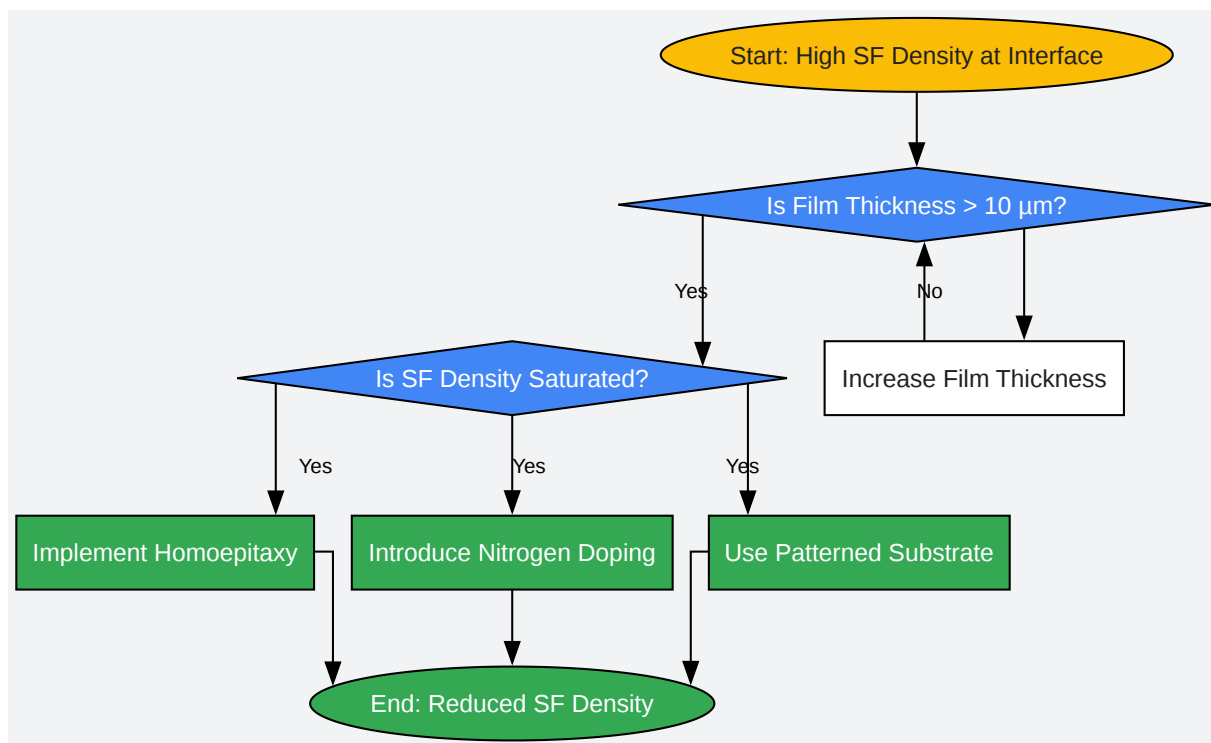 Start: High SF Density at Interface
Is Film Thickness > 10 µm?
Yes
No
Is SF Density Saturated?
Increase Film Thickness
Yes
Yes
Yes
Implement Homoepitaxy
Introduce Nitrogen Doping
Use Patterned Substrate
End: Reduced SF Density